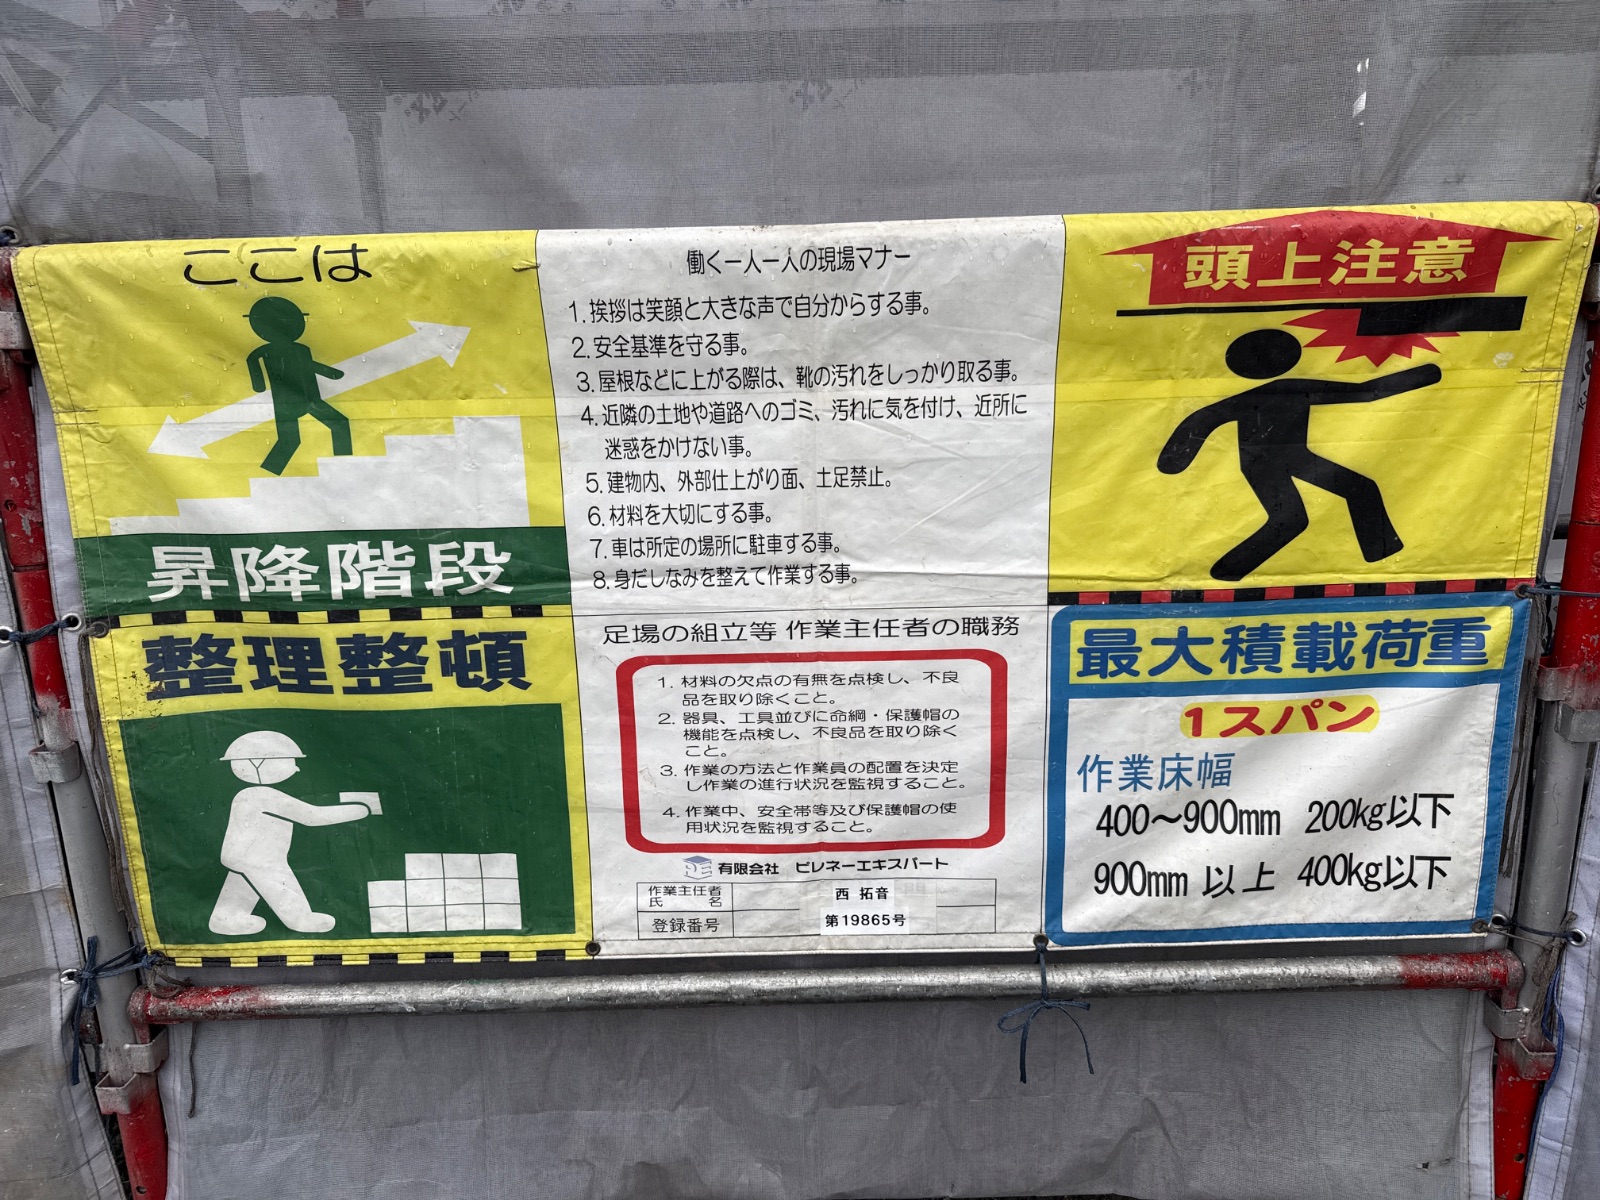 ここは
昇降階段
整理整頓
働く一人一人の現場マナー
1.挨拶は笑顔と大きな声で自分からする事。
2.安全基準を守る事。
3.屋根などに上がる際は、靴の汚れをしっかり取る事。
4.近隣の土地や道路へのゴミ、汚れに気を付け、近所に
迷惑をかけない事。
5.建物内、外部仕上がり面、土足禁止。
6.材料を大切にする事。
7.車は所定の場所に駐車する事。
8.身だしなみを整えて作業する事。
足場の組立等 作業主任者の職務
1. 材料の欠点の有無を点検し、不良
品を取り除くこと。
2. 器具、工具並びに命綱・保護帽の
機能を点検し、不良品を取り除く
こと。
3. 作業の方法と作業員の配置を決定
し作業の進行状況を監視すること。
4. 作業中、安全帯等及び保護帽の使
用状況を監視すること。
有限会社 ピレネーエキスパート
作業主任者
氏名
西 拓音
登録番号
第19865号
頭上注意
最大積載荷重
1スパン
作業床幅
400～900mm 200kg以下
900mm 以上 400kg以下